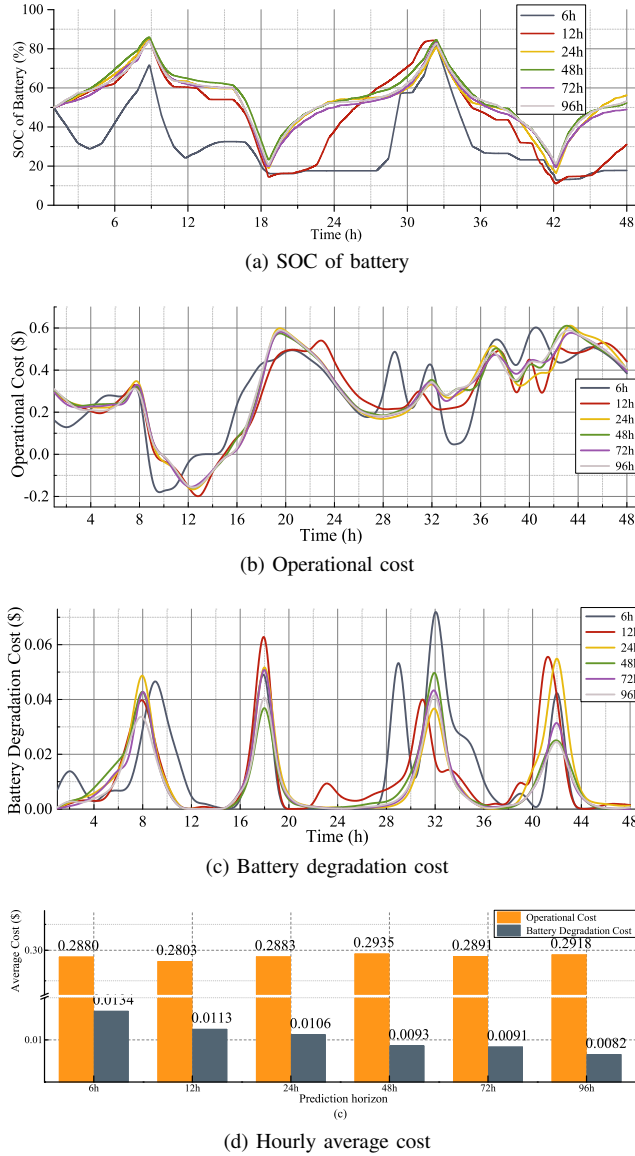 100
80
60
40
20
0
SOC of Battery (%)
6h
12h
24h
48h
72h
96h
6 12 18 24 30 36 42 48
Time (h)
(a) SOC of battery
0.6
0.4
0.2
0.0
-0.2
Operational Cost ($)
6h
12h
24h
48h
72h
96h
4 8 12 16 20 24 28 32 36 40 44 48
Time (h)
(b) Operational cost
0.06
0.04
0.02
0.00
Battery Degradation Cost ($)
6h
12h
24h
48h
72h
96h
4 8 12 16 20 24 28 32 36 40 44 48
Time (h)
(c) Battery degradation cost
Operational Cost
Battery Degradation Cost
Average Cost ($)
0.30
0.01
0.2880 0.2803 0.2883 0.2935 0.2891 0.2918
0.0134 0.0113 0.0106 0.0093 0.0091 0.0082
6h 12h 24h 48h 72h 96h
Prediction horizon
(c)
(d) Hourly average cost